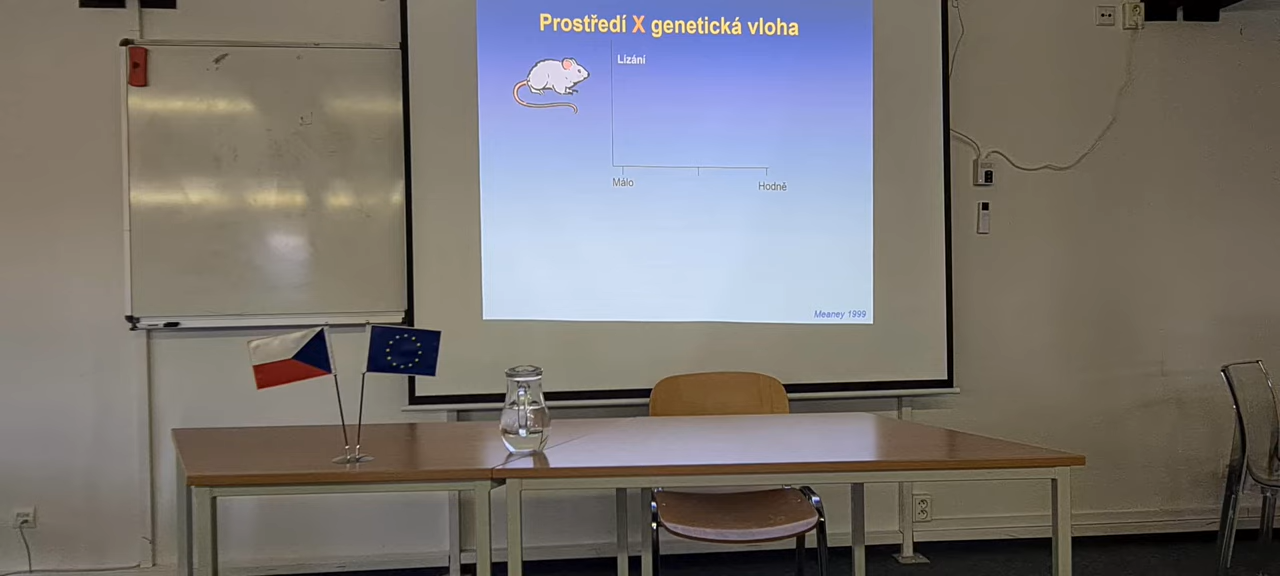 Prostředí X genetická vloha
Lízání
Málo
Hodně
Meaney 1999